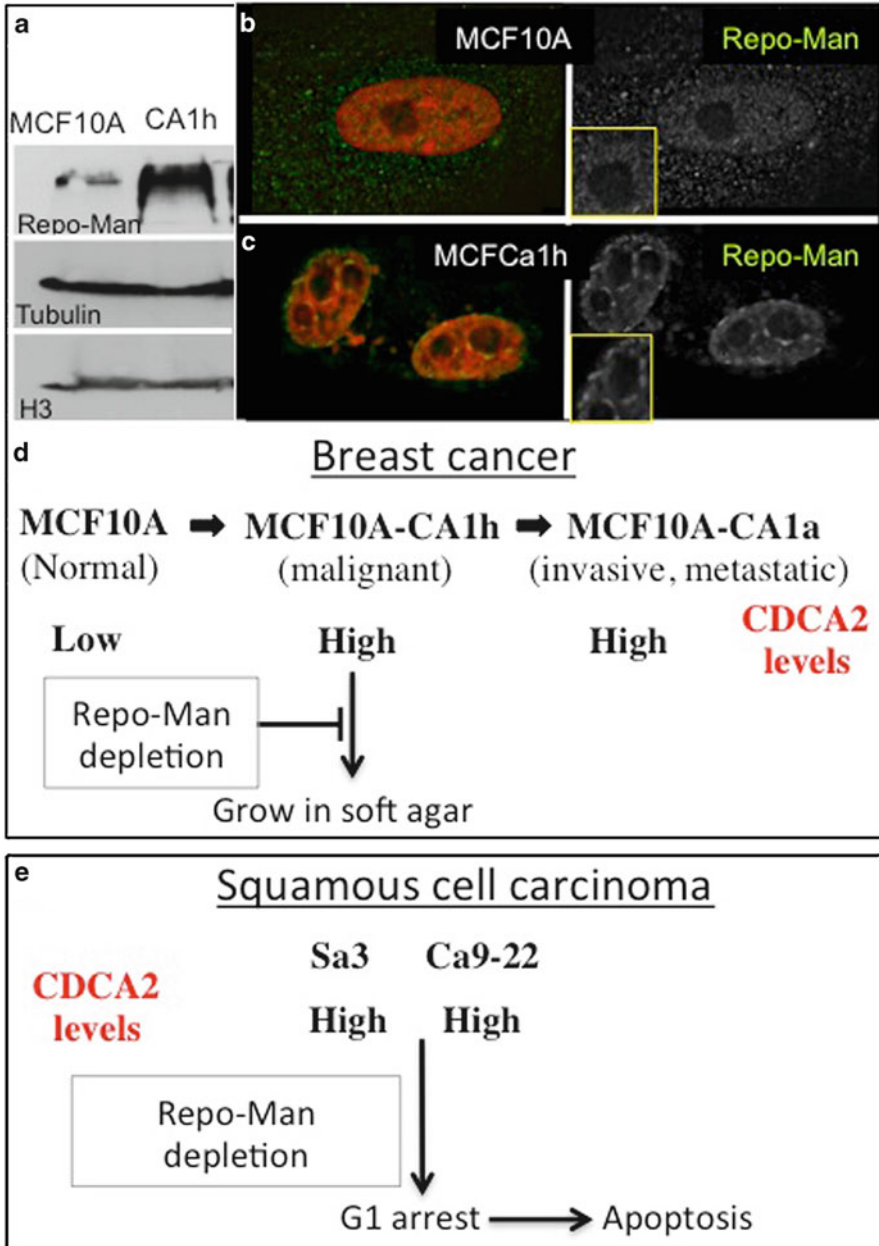 a
MCF10A CA1h
Repo-Man
Tubulin
H3
b
MCF10A
Repo-Man
c
MCFCa1h
Repo-Man
d
Breast cancer
MCF10A MCF10A-CA1h MCF10A-CA1a
(Normal) (malignant) (invasive, metastatic)
Low High High CDCA2
levels
Repo-Man
depletion
Grow in soft agar
e
Squamous cell carcinoma
Sa3 Ca9-22
CDCA2
levels
High High
Repo-Man
depletion
G1 arrest Apoptosis